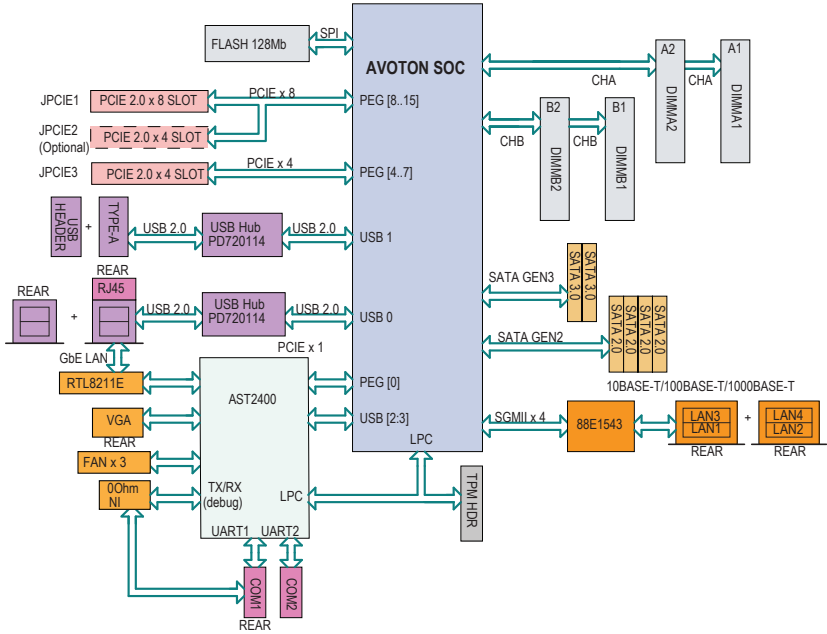 FLASH 128Mb
SPI
AVOTON SOC
A2
A1
CHA
CHA
DIMMA2
DIMMA1
JPCIE1
PCIE 2.0 x 8 SLOT
PCIE x 8
PEG [8..15]
JPCIE2
(Optional)
PCIE 2.0 x 4 SLOT
B2
B1
CHB
CHB
DIMMB2
DIMMB1
JPCIE3
PCIE 2.0 x 4 SLOT
PCIE x 4
PEG [4..7]
USB
HEADER
+
TYPE-A
USB 2.0
USB Hub
PD720114
USB 2.0
USB 1
REAR
REAR
RJ45
+
USB 2.0
USB Hub
PD720114
USB 2.0
USB 0
SATA GEN3
SATA 3.0
SATA 3.0
SATA GEN2
SATA 2.0
SATA 2.0
SATA 2.0
SATA 2.0
GbE LAN
PCIE x 1
RTL8211E
AST2400
PEG [0]
10BASE-T/100BASE-T/1000BASE-T
VGA
REAR
USB [2:3]
SGMII x 4
88E1543
LAN3
LAN1
REAR
+
LAN4
LAN2
REAR
LPC
FAN x 3
0Ohm
NI
TX/RX
(debug)
LPC
TPM HDR
UART1
UART2
COM1
COM2
REAR